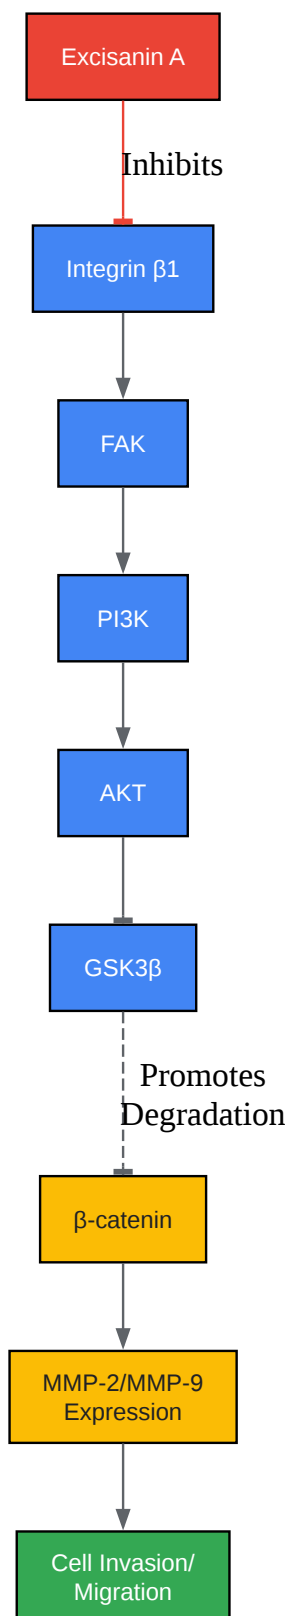 Excisanin A
Inhibits
Integrin β1
FAK
PI3K
AKT
GSK3β
Promotes
Degradation
β-catenin
MMP-2/MMP-9
Expression
Cell Invasion/
Migration